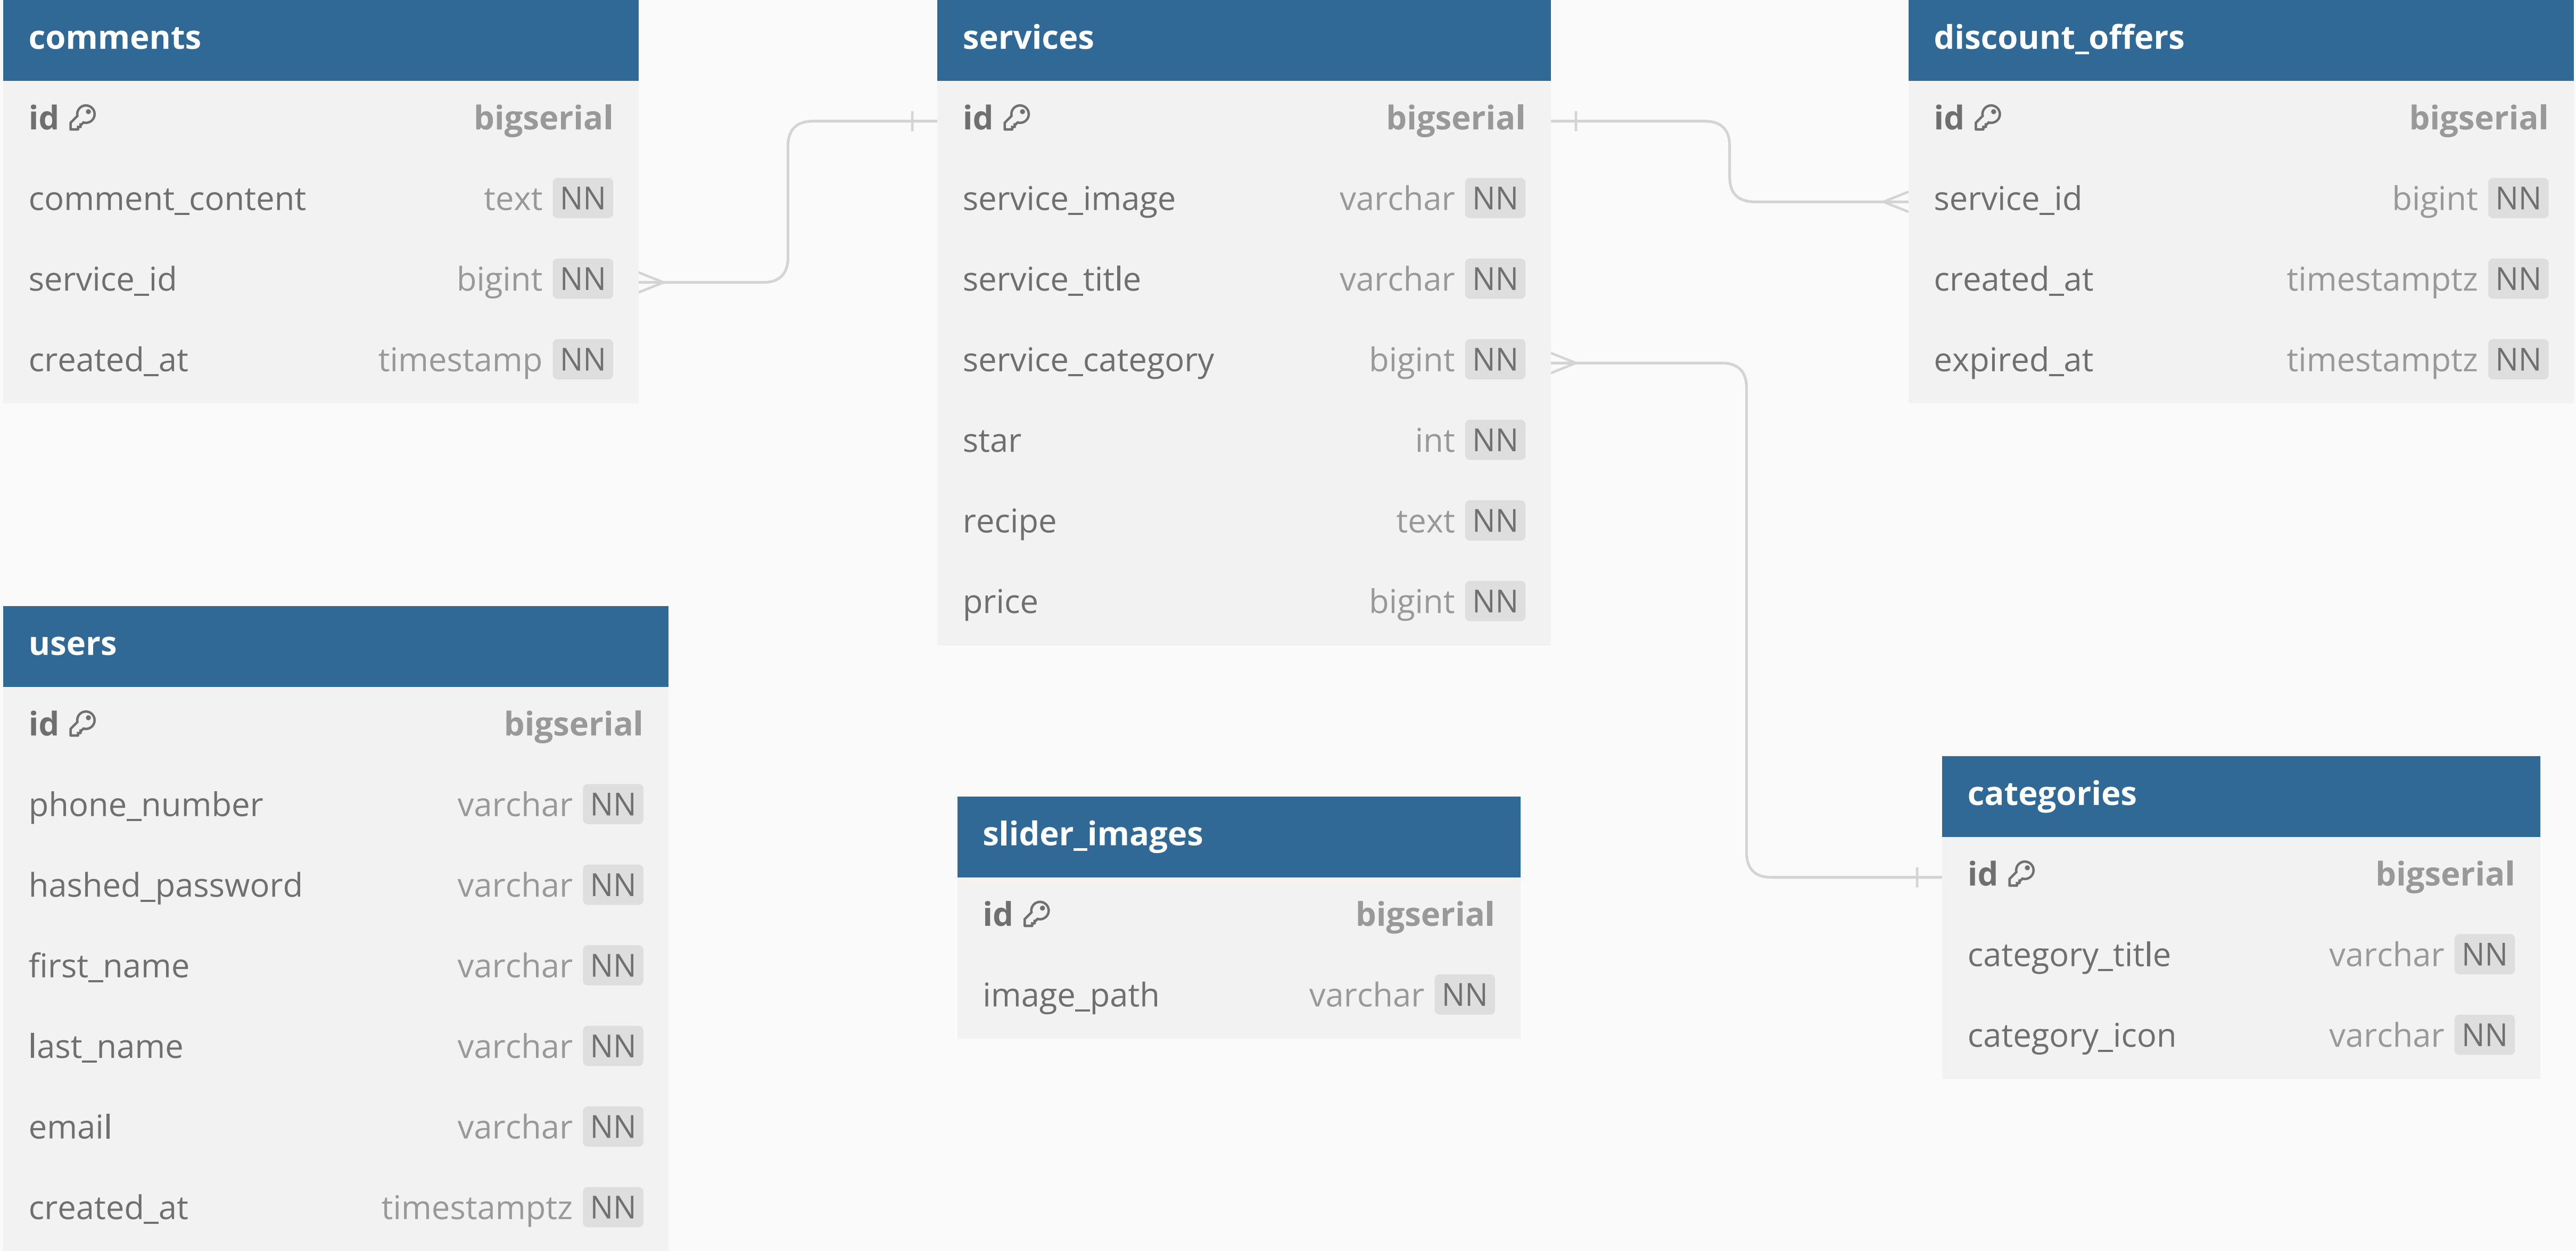 comments
id bigserial
comment_content text NN
service_id bigint NN
created_at timestamp NN
services
id bigserial
service_image varchar NN
service_title varchar NN
service_category bigint NN
star int NN
recipe text NN
price bigint NN
discount_offers
id bigserial
service_id bigint NN
created_at timestamptz NN
expired_at timestamptz NN
users
id bigserial
phone_number varchar NN
hashed_password varchar NN
first_name varchar NN
last_name varchar NN
email varchar NN
created_at timestamptz NN
slider_images
id bigserial
image_path varchar NN
categories
id bigserial
category_title varchar NN
category_icon varchar NN